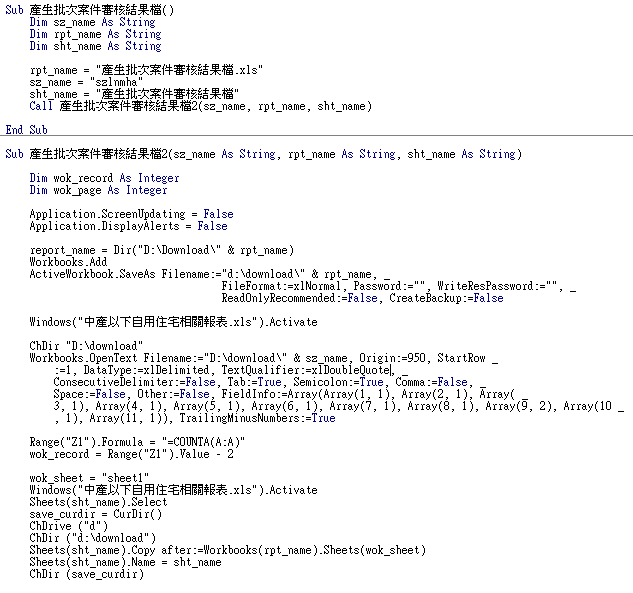 Sub 產生批次案件審核結果檔()
    Dim sz_name As String
    Dim rpt_name As String
    Dim sht_name As String

    rpt_name = "產生批次案件審核結果檔.xls"
    sz_name = "szlnmha"
    sht_name = "產生批次案件審核結果檔"
    Call 產生批次案件審核結果檔2(sz_name, rpt_name, sht_name)

End Sub

Sub 產生批次案件審核結果檔2(sz_name As String, rpt_name As String, sht_name As String)

    Dim wok_record As Integer
    Dim wok_page As Integer

    Application.ScreenUpdating = False
    Application.DisplayAlerts = False

    report_name = Dir("D:\Download\" & rpt_name)
    Workbooks.Add
    ActiveWorkbook.SaveAs Filename:="d:\download\" & rpt_name, _
                                FileFormat:=xlNormal, Password:="", WriteResPassword:="", _
                                ReadOnlyRecommended:=False, CreateBackup:=False

    Windows("中產以下自用住宅相關報表.xls").Activate

    ChDir "D:\download"
    Workbooks.OpenText Filename:="D:\download\" & sz_name, Origin:=950, StartRow _
        :=1, DataType:=xlDelimited, TextQualifier:=xlDoubleQuote, _
        ConsecutiveDelimiter:=False, Tab:=True, Semicolon:=True, Comma:=False, _
        Space:=False, Other:=False, FieldInfo:=Array(Array(1, 1), Array(2, 1), Array( _
        3, 1), Array(4, 1), Array(5, 1), Array(6, 1), Array(7, 1), Array(8, 1), Array(9, 2), Array(10 _
        , 1), Array(11, 1)), TrailingMinusNumbers:=True

    Range("Z1").Formula = "=COUNTA(A:A)"
    wok_record = Range("Z1").Value - 2

    wok_sheet = "sheet1"
    Windows("中產以下自用住宅相關報表.xls").Activate
    Sheets(sht_name).Select
    save_curdir = CurDir()
    ChDrive ("d")
    ChDir ("d:\download")
    Sheets(sht_name).Copy after:=Workbooks(rpt_name).Sheets(wok_sheet)
    Sheets(sht_name).Name = sht_name
    ChDir (save_curdir)